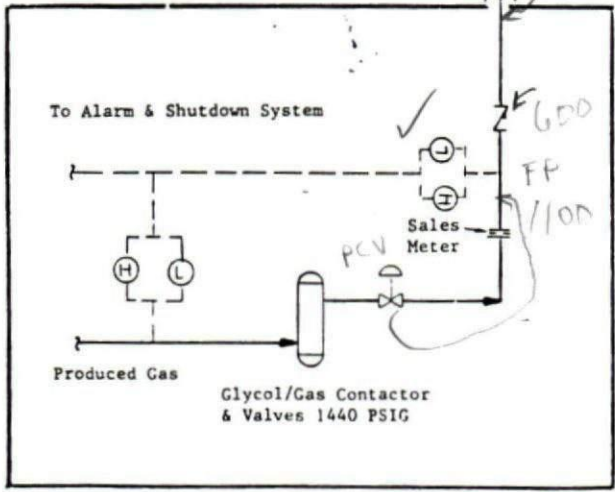 To Alarm & Shutdown System
L
H
600
FP
1100
Sales
Meter
PCV
H
L
Produced Gas
Glycol/Gas Contactor
& Valves 1440 PSIG